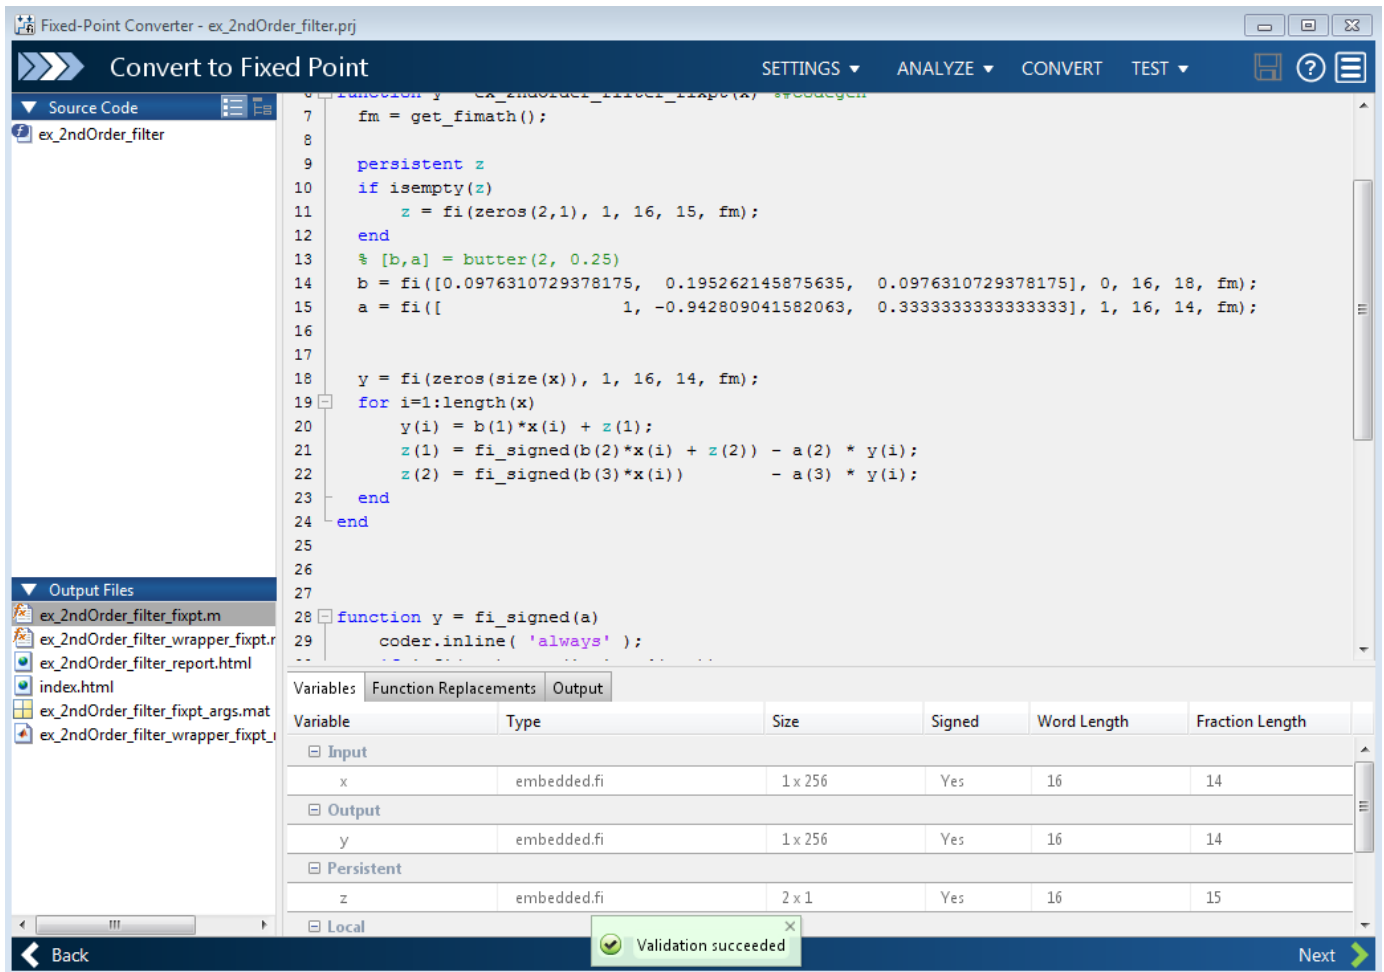 Fixed-Point Converter - ex_2ndOrder_filter.prj
Convert to Fixed Point
SETTINGS ANALYZE CONVERT TEST
Source Code
ex_2ndOrder_filter
6 function y = ex_2ndOrder_filter_fixpt(x) %#codegen
7 fm = get_fimath();
8
9 persistent z
10 if isempty(z)
11 z = fi(zeros(2,1), 1, 16, 15, fm);
12 end
13 % [b,a] = butter(2, 0.25)
14 b = fi([0.0976310729378175, 0.195262145875635, 0.0976310729378175], 0, 16, 18, fm);
15 a = fi([ 1, -0.942809041582063, 0.3333333333333333], 1, 16, 14, fm);
16
17
18 y = fi(zeros(size(x)), 1, 16, 14, fm);
19 for i=1:length(x)
20 y(i) = b(1)*x(i) + z(1);
21 z(1) = fi_signed(b(2)*x(i) + z(2)) - a(2) * y(i);
22 z(2) = fi_signed(b(3)*x(i)) - a(3) * y(i);
23 end
24 end
25
26
27
28 function y = fi_signed(a)
29 coder.inline( 'always' );
Output Files
ex_2ndOrder_filter_fixpt.m
ex_2ndOrder_filter_wrapper_fixpt.r
ex_2ndOrder_filter_report.html
index.html
ex_2ndOrder_filter_fixpt_args.mat
ex_2ndOrder_filter_wrapper_fixpt_
Variables Function Replacements Output
Variable Type Size Signed Word Length Fraction Length
Input
x embedded.fi 1 x 256 Yes 16 14
Output
y embedded.fi 1 x 256 Yes 16 14
Persistent
z embedded.fi 2 x 1 Yes 16 15
Local
Validation succeeded
Back
Next